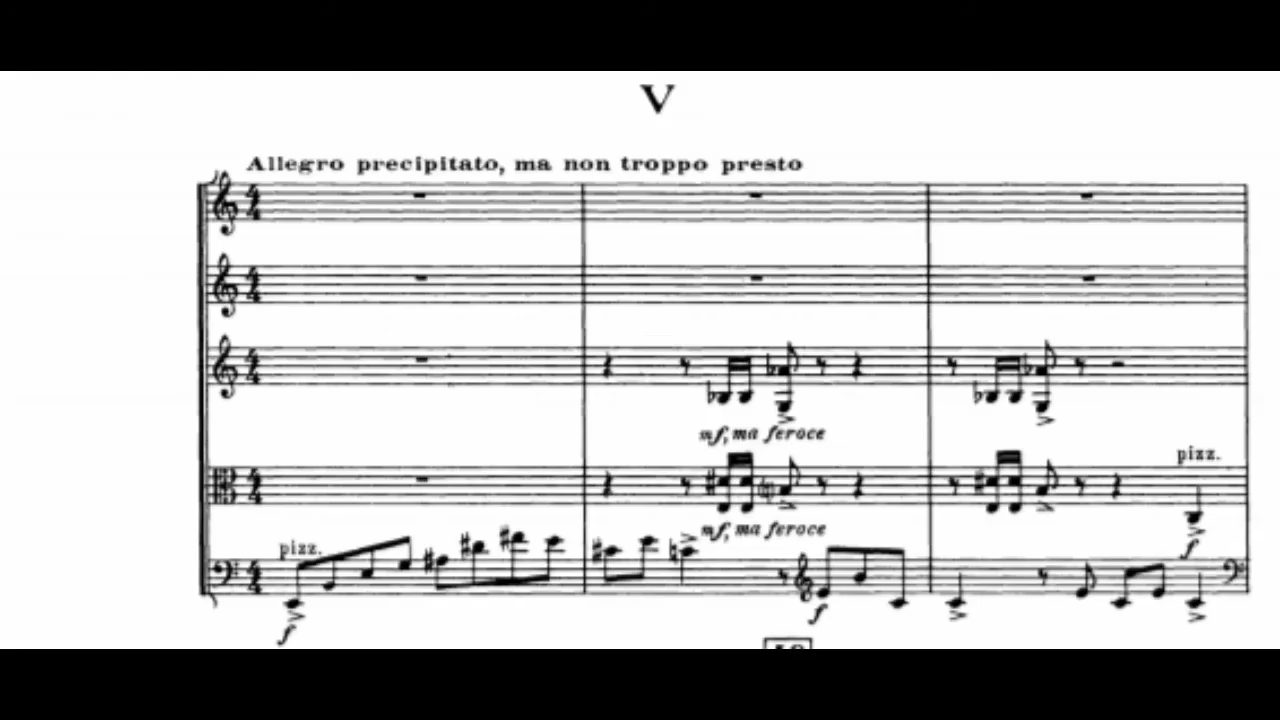 V
Allegro precipitato, ma non troppo presto
mf, ma feroce
pizz.
mf, ma feroce
f
pizz.
f
f